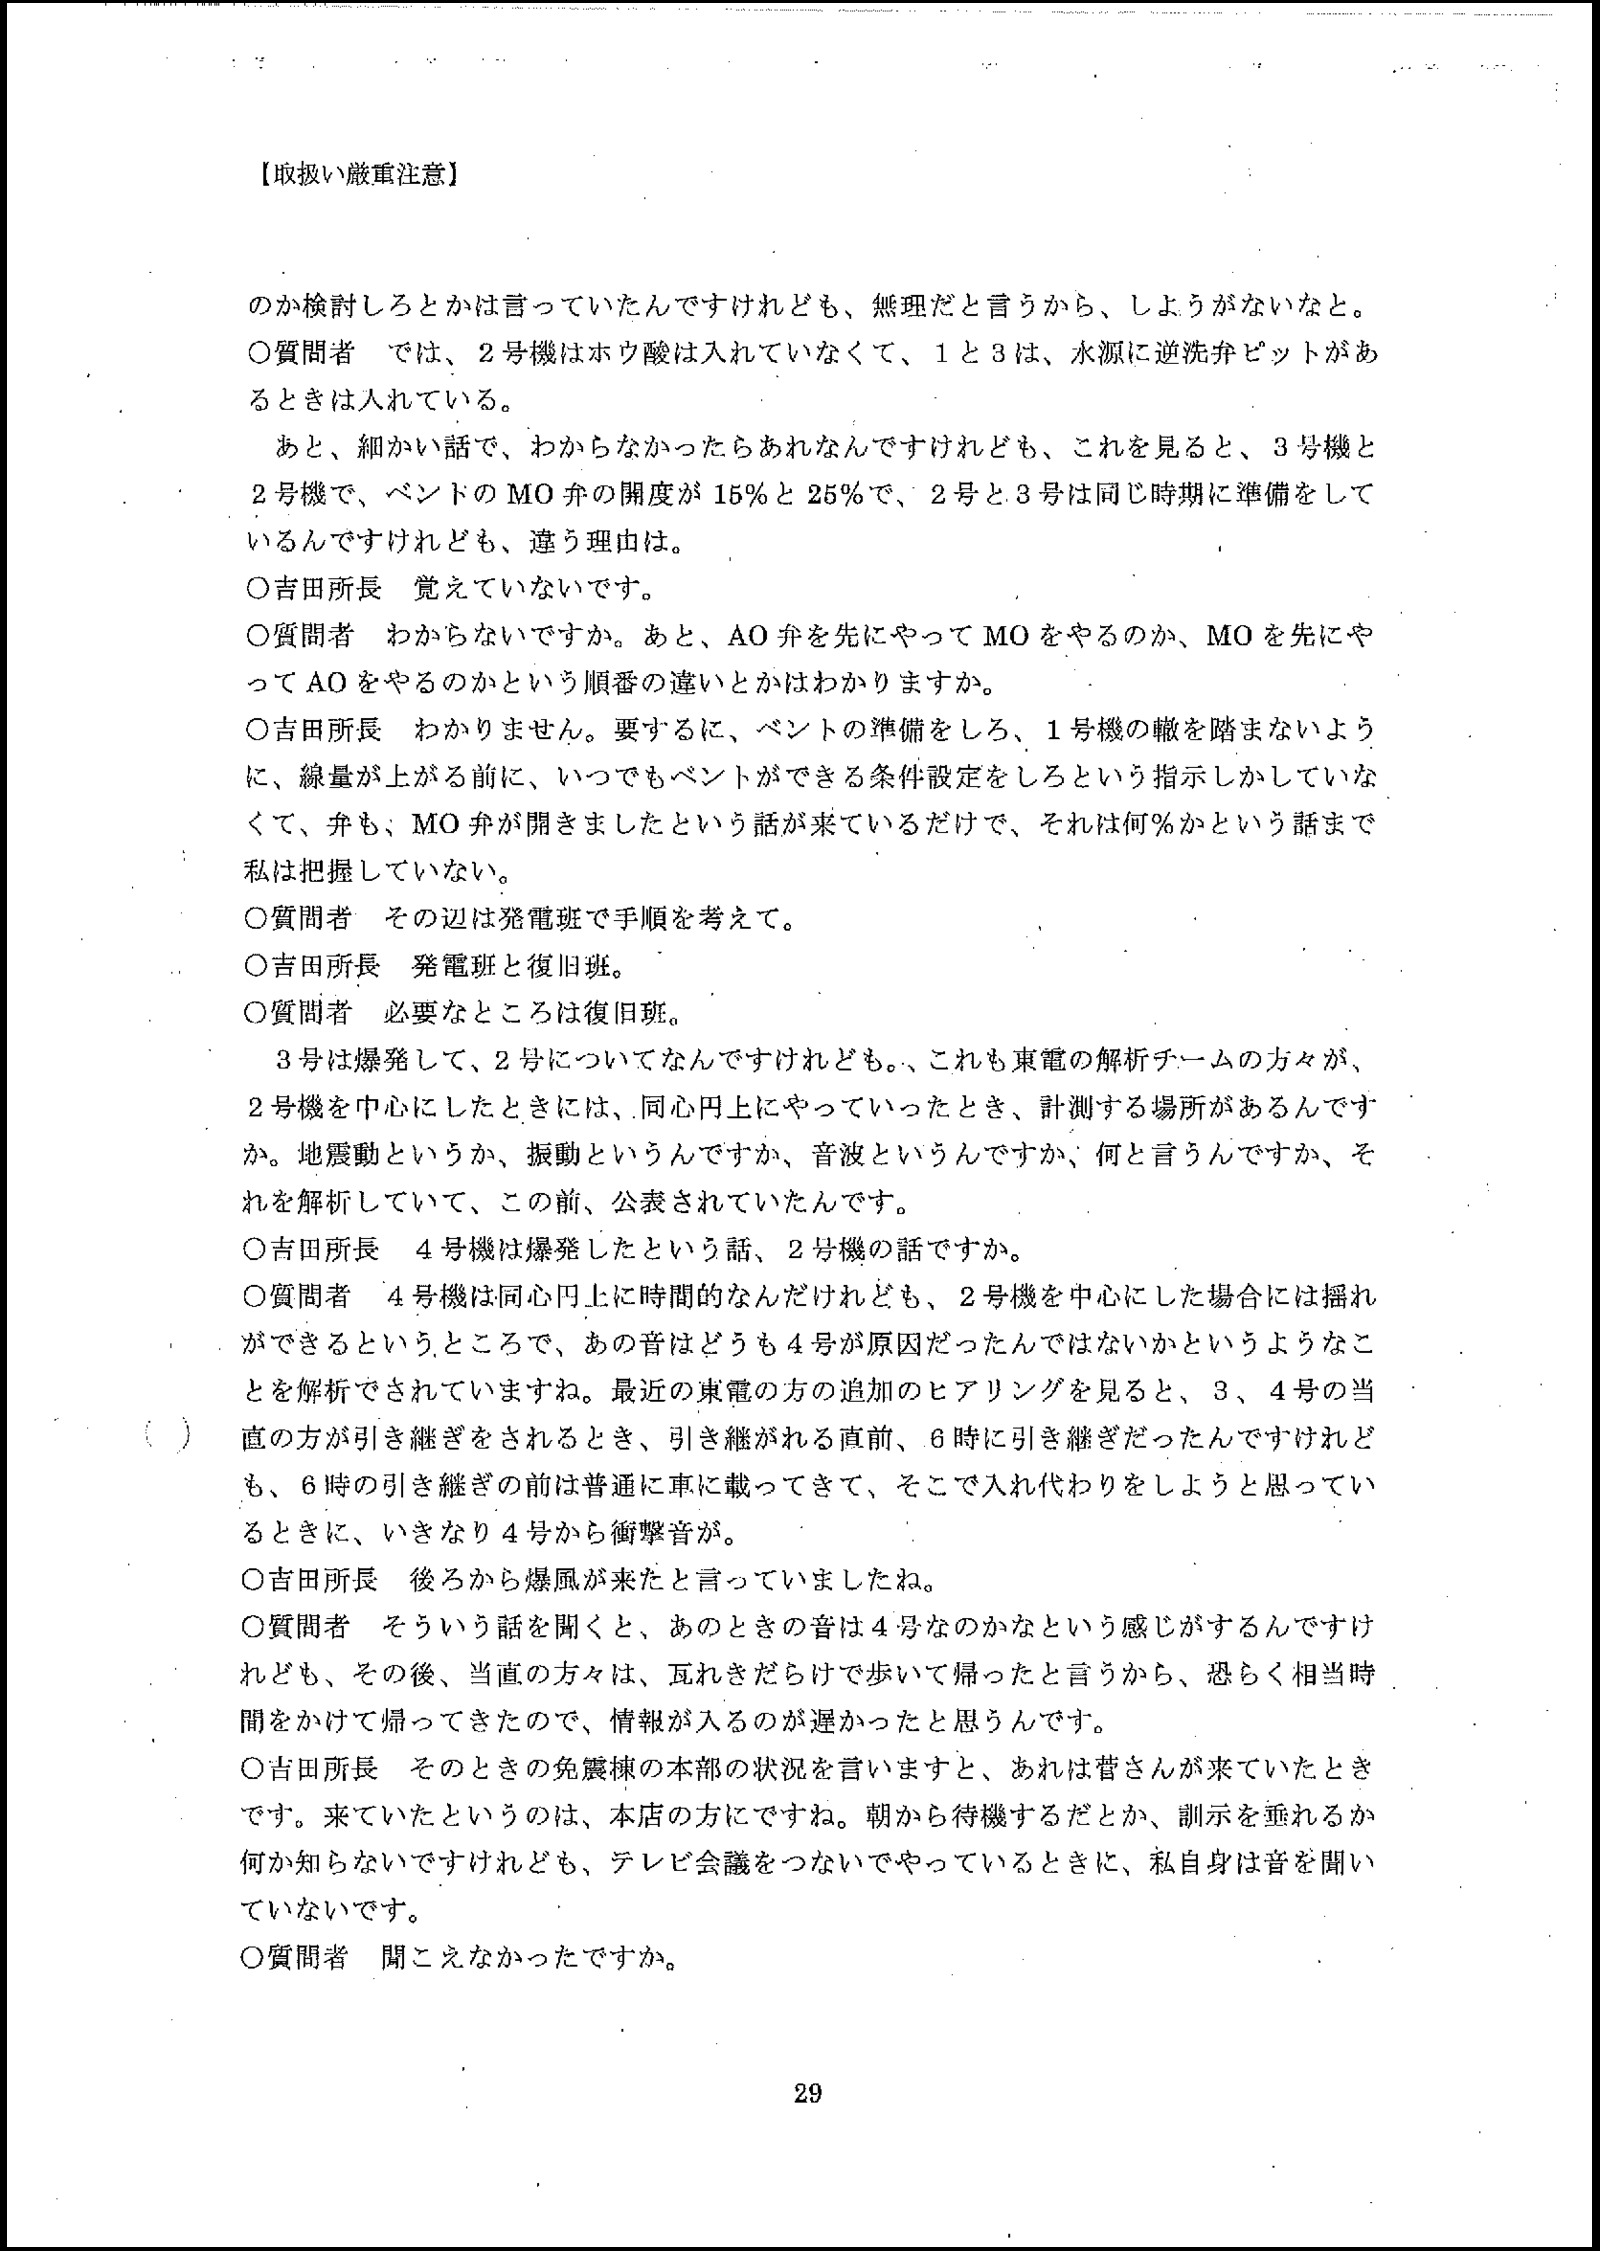 【取扱い厳重注意】
のか検討しろとかは言っていたんですけれども、無理だと言うから、しようがないなと。
○質問者　では、２号機はホウ酸は入れていなくて、１と３は、水源に逆洗弁ピットがあ
るときは入れている。
　あと、細かい話で、わからなかったらあれなんですけれども、これを見ると、３号機と
２号機で、ベンドのMO弁の開度が15％と25％で、２号と３号は同じ時期に準備をして
いるんですけれども、違う理由は。
○吉田所長　覚えていないです。
○質問者　わからないですか。あと、AO弁を先にやってMOをやるのか、MOを先にや
ってAOをやるのかという順番の違いとかはわかりますか。
○吉田所長　わかりません。要するに、ベントの準備をしろ、１号機の轍を踏まないよう
に、線量が上がる前に、いつでもベントができる条件設定をしろという指示しかしていな
くて、弁も、MO弁が開きましたという話が来ているだけで、それは何％かという話まで
私は把握していない。
○質問者　その辺は発電班で手順を考えて。
○吉田所長　発電班と復旧班。
○質問者　必要なところは復旧班。
　３号は爆発して、２号についてなんですけれども。、これも東電の解析チームの方々が、
２号機を中心にしたときには、同心円上にやっていったとき、計測する場所があるんです
か。地震動というか、振動というんですか、音波というんですか、何と言うんですか、そ
れを解析していて、この前、公表されていたんです。
○吉田所長　４号機は爆発したという話、２号機の話ですか。
○質問者　４号機は同心円上に時間的なんだけれども、２号機を中心にした場合には揺れ
ができるというところで、あの音はどうも４号が原因だったんではないかというようなこ
とを解析でされていますね。最近の東電の方の追加のヒアリングを見ると、３、４号の当
直の方が引き継ぎをされるとき、引き継がれる直前、６時に引き継ぎだったんですけれど
も、６時の引き継ぎの前は普通に車に載ってきて、そこで入れ代わりをしようと思ってい
るときに、いきなり４号から衝撃音が。
○吉田所長　後ろから爆風が来たと言っていましたね。
○質問者　そういう話を聞くと、あのときの音は４号なのかなという感じがするんですけ
れども、その後、当直の方々は、瓦れきだらけで歩いて帰ったと言うから、恐らく相当時
間をかけて帰ってきたので、情報が入るのが遅かったと思うんです。
○吉田所長　そのときの免震棟の本部の状況を言いますと、あれは菅さんが来ていたとき
です。来ていたというのは、本店の方にですね。朝から待機するだとか、訓示を垂れるか
何か知らないですけれども、テレビ会議をつないでやっているときに、私自身は音を聞い
ていないです。
○質問者　聞こえなかったですか。
29